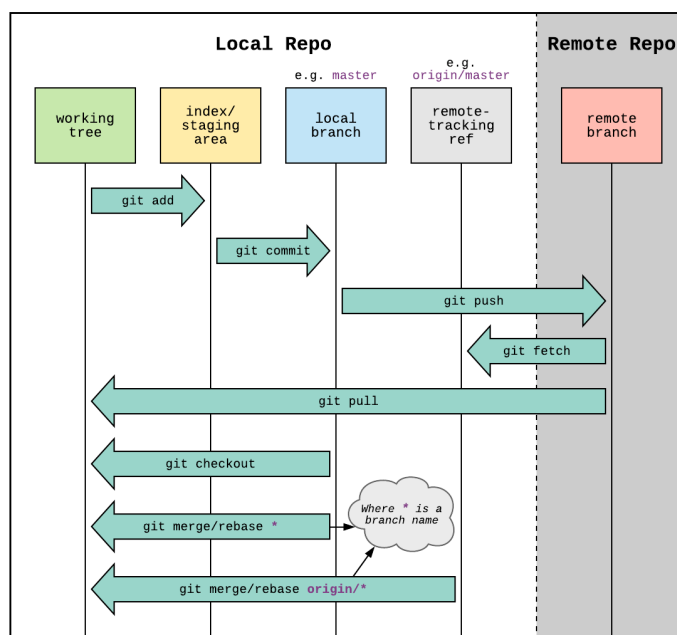 Local Repo
Remote Repo
e.g. master
e.g.
origin/master
working
tree
index/
staging
area
local
branch
remote-
tracking
ref
remote
branch
git add
git commit
git push
git fetch
git pull
git checkout
git merge/rebase *
Where * is a
branch name
git merge/rebase origin/*